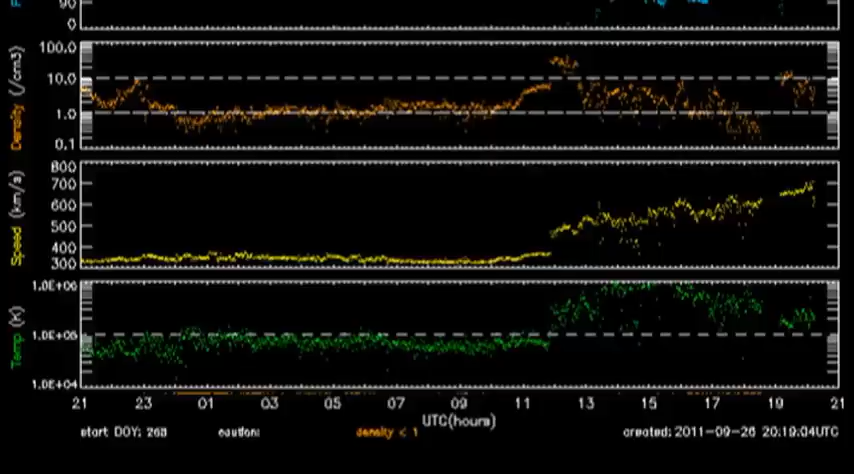 90
0
Density (/cm3)
100.0
10.0
1.0
0.1
Speed (km/s)
800
700
600
500
400
300
Temp (K)
1.0E+06
1.0E+05
1.0E+04
21 23 01 03 05 07 09 11 13 15 17 19 21
UTC(hours)
start DOY: 268 caution: density < 1 created: 2011-09-26 20:19:04UTC